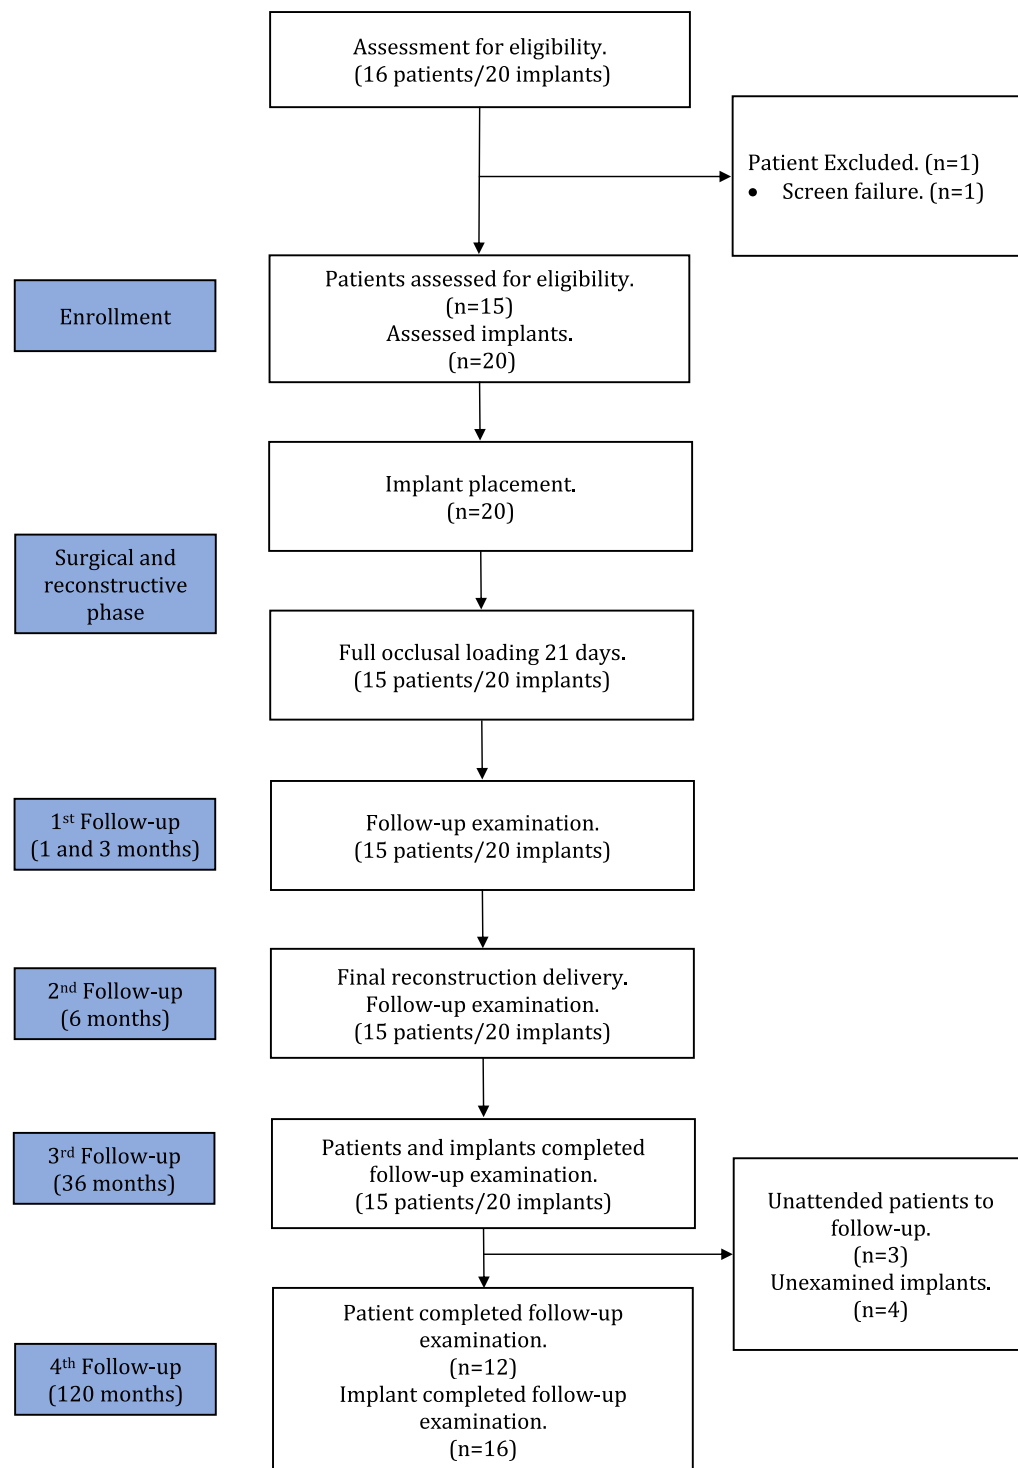 Assessment for eligibility.
(16 patients/20 implants)
Patient Excluded. (n=1)
• Screen failure. (n=1)
Enrollment
Patients assessed for eligibility.
(n=15)
Assessed implants.
(n=20)
Implant placement.
(n=20)
Surgical and
reconstructive
phase
Full occlusal loading 21 days.
(15 patients/20 implants)
1st Follow-up
(1 and 3 months)
Follow-up examination.
(15 patients/20 implants)
2nd Follow-up
(6 months)
Final reconstruction delivery.
Follow-up examination.
(15 patients/20 implants)
3rd Follow-up
(36 months)
Patients and implants completed
follow-up examination.
(15 patients/20 implants)
Unattended patients to
follow-up.
(n=3)
Unexamined implants.
(n=4)
4th Follow-up
(120 months)
Patient completed follow-up
examination.
(n=12)
Implant completed follow-up
examination.
(n=16)